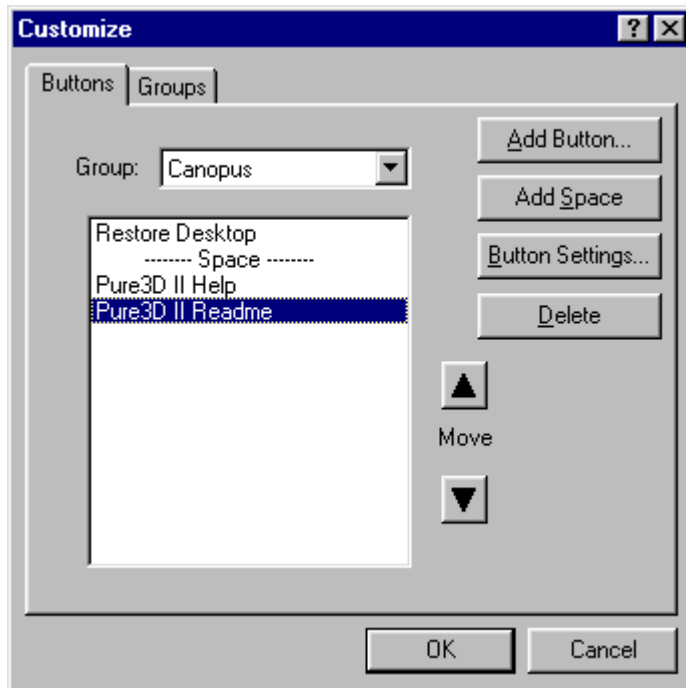 Customize
Buttons Groups
Group: Canopus
Add Button...
Add Space
Button Settings...
Delete
Restore Desktop
-------- Space --------
Pure3D II Help
Pure3D II Readme
Move
OK Cancel